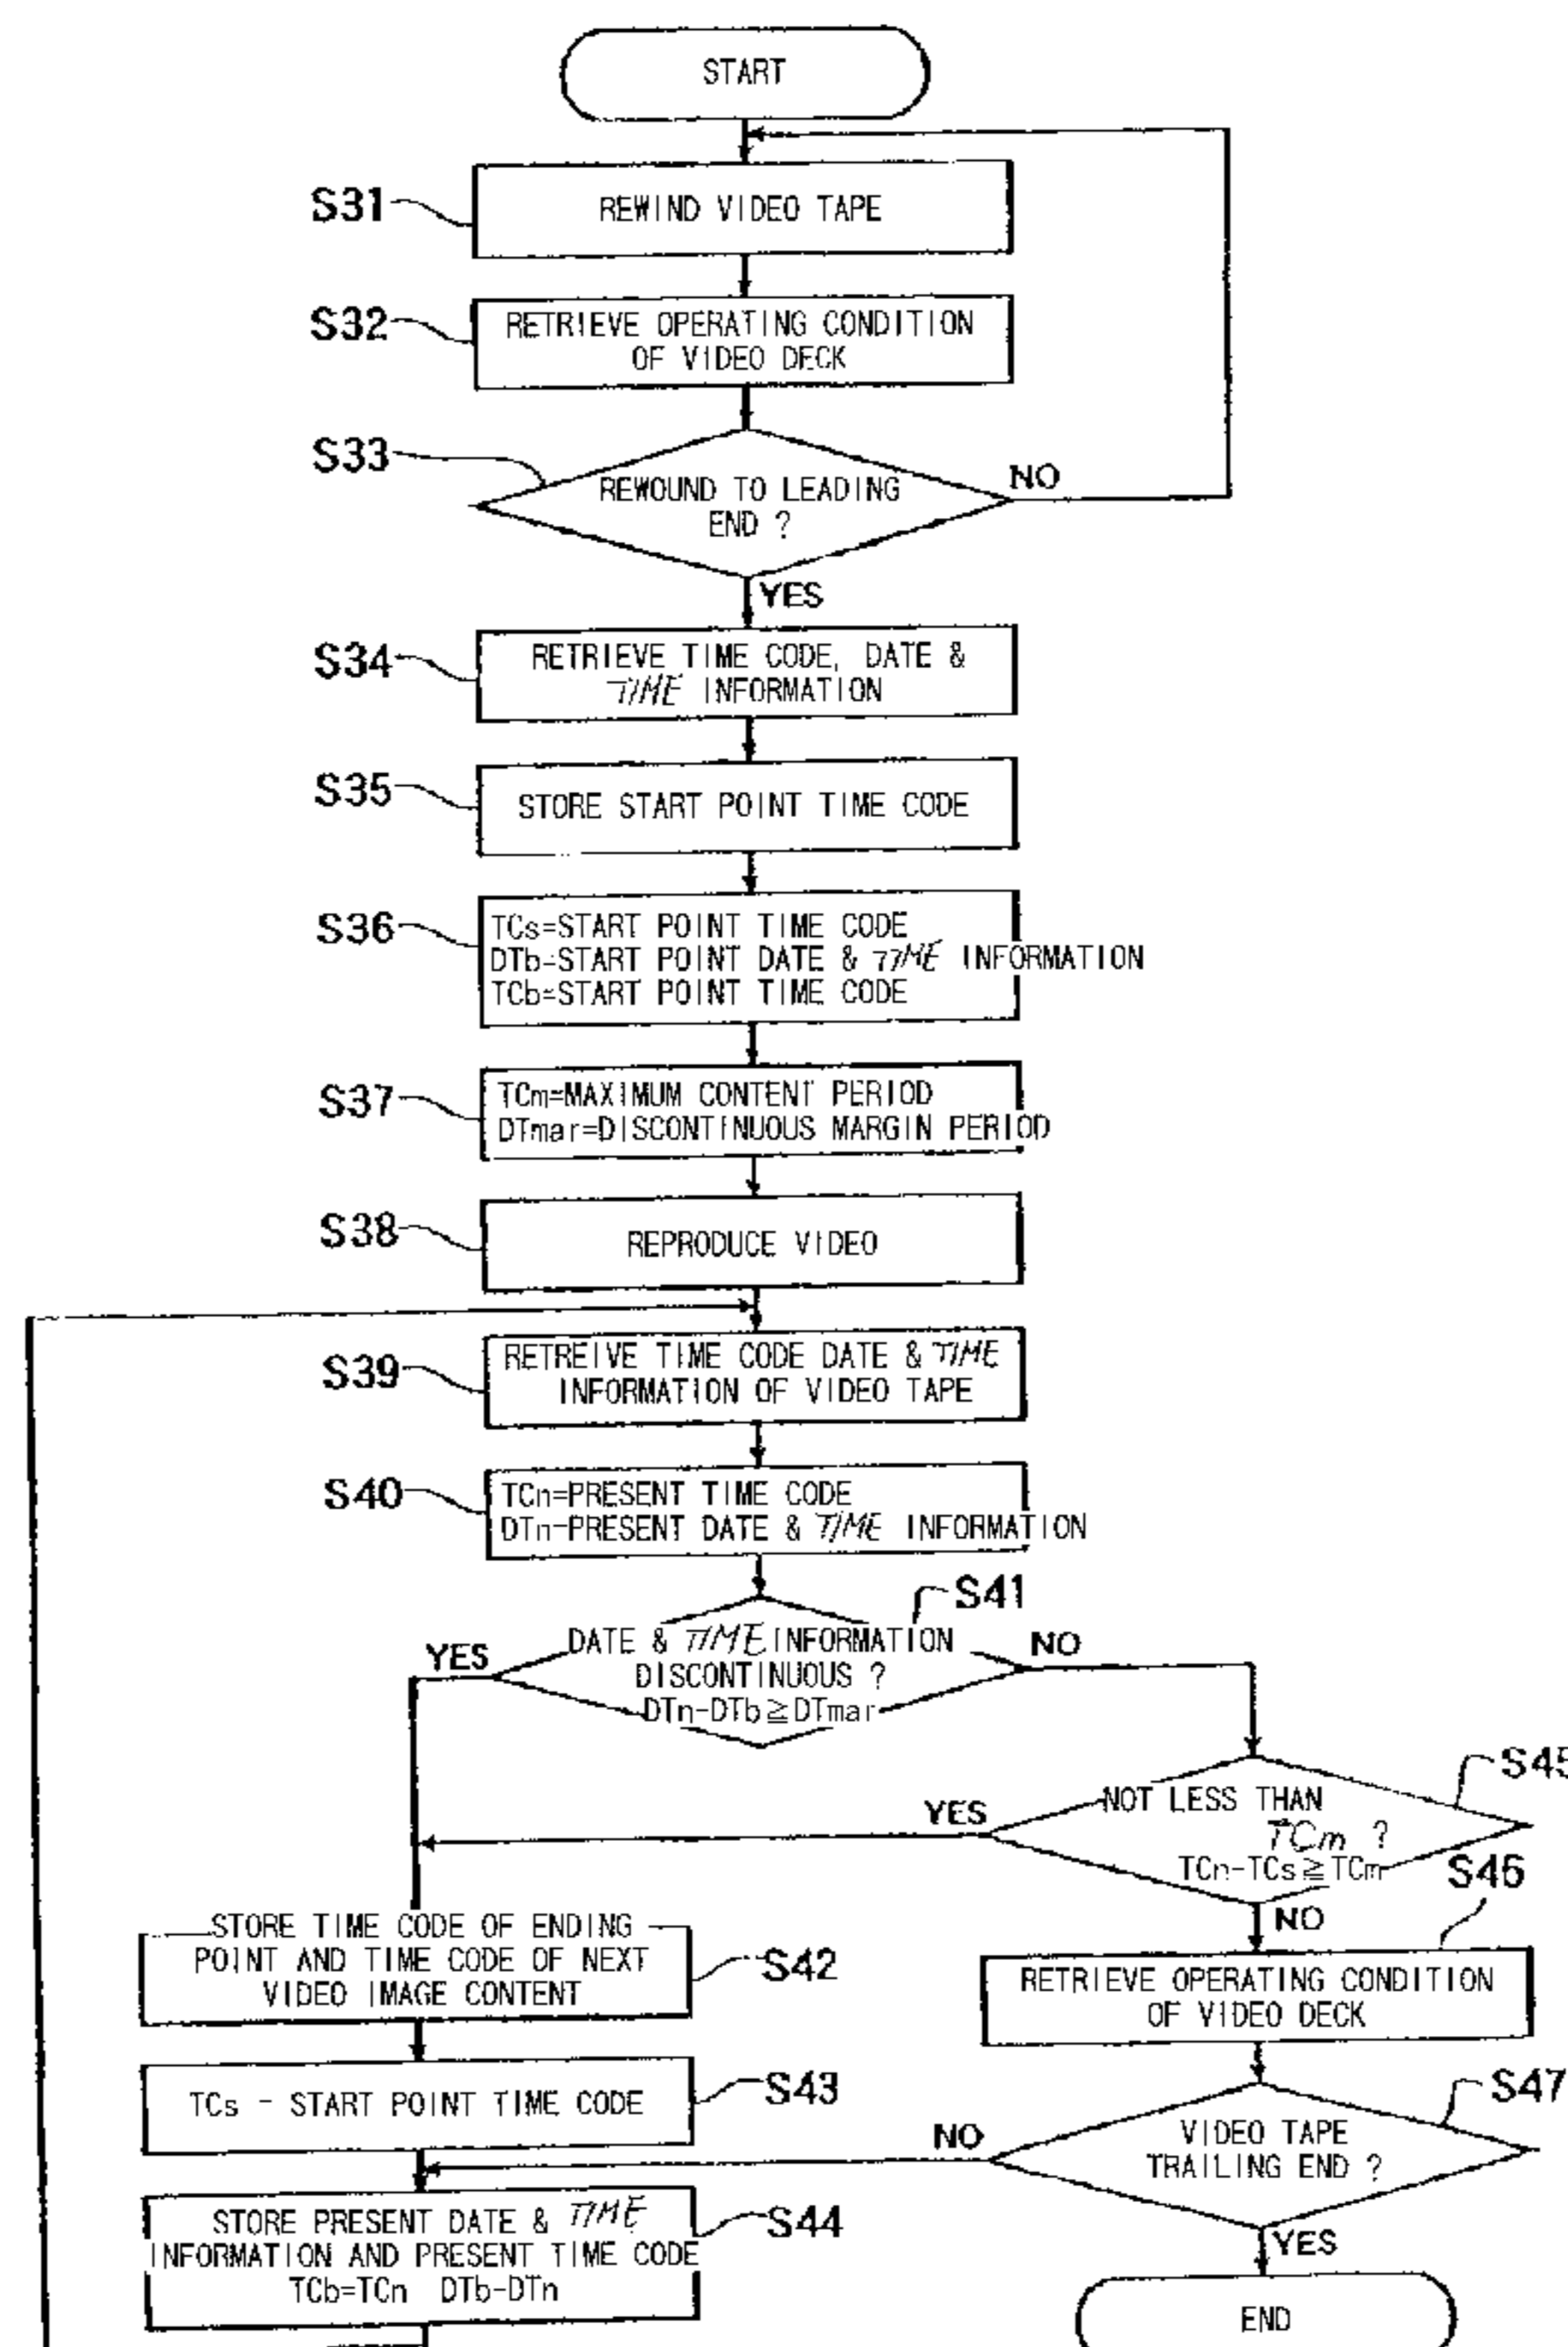 START
S31
REWIND VIDEO TAPE
S32
RETRIEVE OPERATING CONDITION
OF VIDEO DECK
S33
REWOUND TO LEADING
END ?
NO
YES
S34
RETRIEVE TIME CODE, DATE &
TIME INFORMATION
S35
STORE START POINT TIME CODE
S36
TCs=START POINT TIME CODE
DTb=START POINT DATE & TIME INFORMATION
TCb=START POINT TIME CODE
S37
TCm=MAXIMUM CONTENT PERIOD
DTmar=DISCONTINUOUS MARGIN PERIOD
S38
REPRODUCE VIDEO
S39
RETREIVE TIME CODE DATE & TIME
INFORMATION OF VIDEO TAPE
S40
TCn=PRESENT TIME CODE
DTn-PRESENT DATE & TIME INFORMATION
S41
DATE & TIME INFORMATION
DISCONTINUOUS ?
DTn-DTb≧DTmar
YES
NO
S45
NOT LESS THAN
TCm ?
TCn-TCs≧TCm
YES
NO
S46
RETRIEVE OPERATING CONDITION
OF VIDEO DECK
STORE TIME CODE OF ENDING
POINT AND TIME CODE OF NEXT
VIDEO IMAGE CONTENT
S42
TCs - START POINT TIME CODE
S43
S47
VIDEO TAPE
TRAILING END ?
NO
YES
STORE PRESENT DATE & TIME
INFORMATION AND PRESENT TIME CODE
TCb=TCn DTb-DTn
S44
END